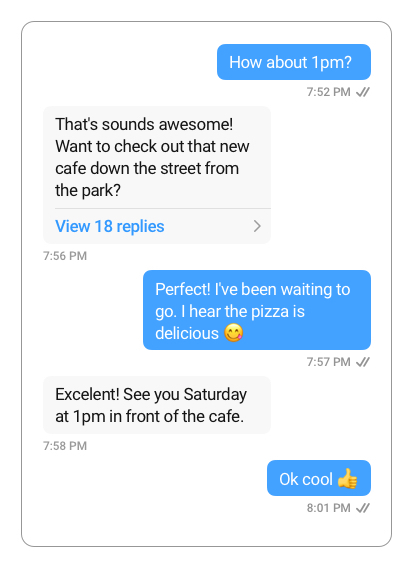 How about 1pm?
7:52 PM
That's sounds awesome!
Want to check out that new
cafe down the street from
the park?
View 18 replies
7:56 PM
Perfect! I've been waiting to
go. I hear the pizza is
delicious 😋
7:57 PM
Excelent! See you Saturday
at 1pm in front of the cafe.
7:58 PM
Ok cool 👍
8:01 PM